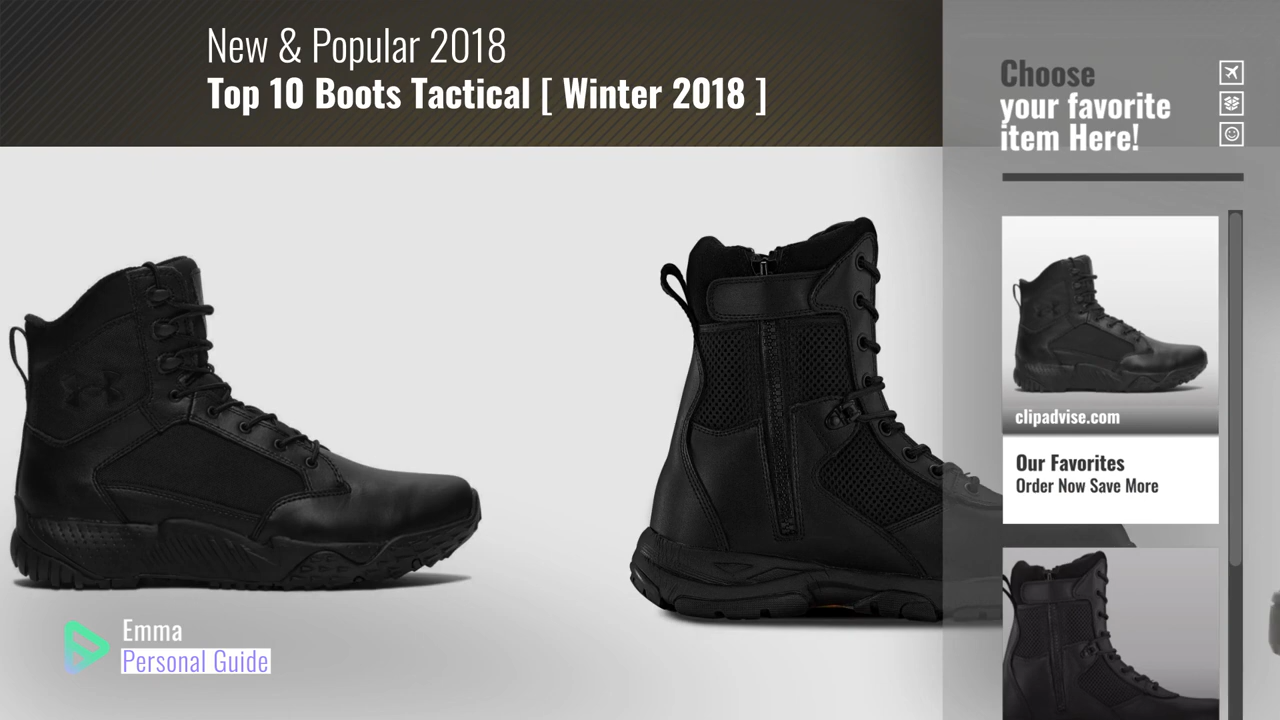 New & Popular 2018
Top 10 Boots Tactical [ Winter 2018 ]
Choose
your favorite
item Here!
clipadvise.com
Our Favorites
Order Now Save More
Emma
Personal Guide